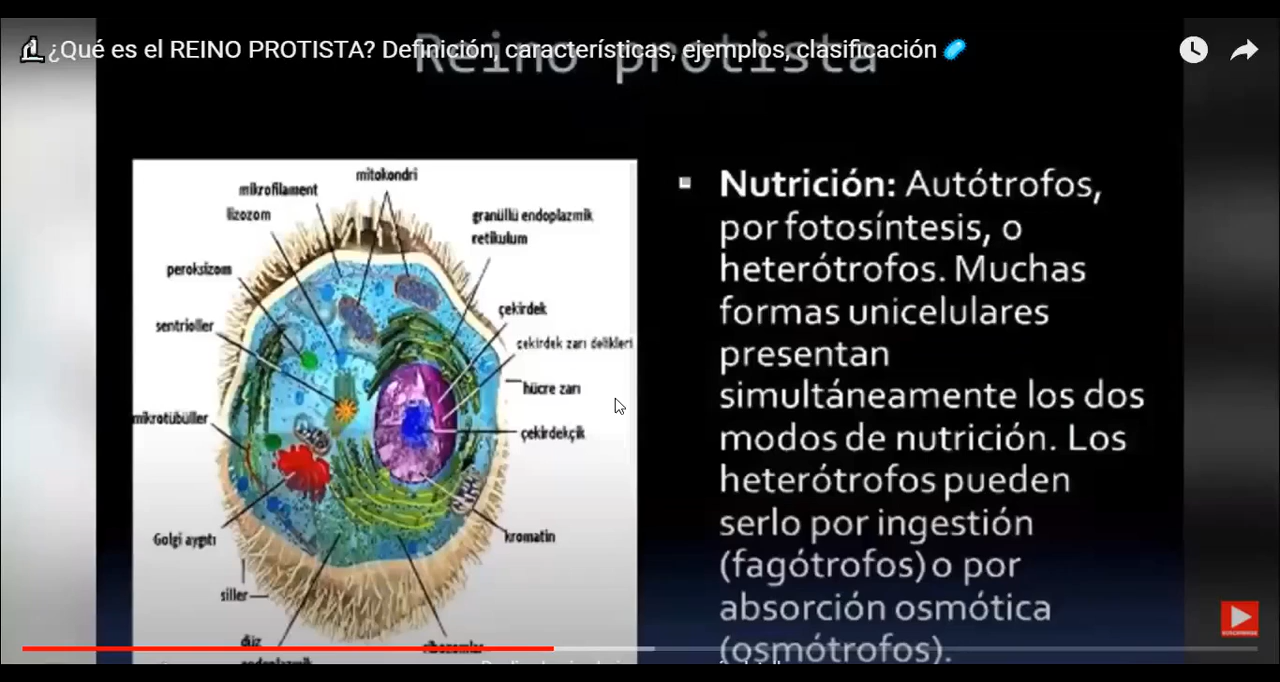 ¿Qué es el REINO PROTISTA? Definición, características, ejemplos, clasificación
Reino protista
mitokondri
mikrofilament
lizozom
granüllü endoplazmik
retikulum
peroksizom
sentrioller
çekirdek
çekirdek zarı delikleri
hücre zarı
mikrotübüller
çekirdekçik
Golgi aygıtı
kromatin
siller
düz
endoplazmik
ribozomlar
▪ Nutrición: Autótrofos,
por fotosíntesis, o
heterótrofos. Muchas
formas unicelulares
presentan
simultáneamente los dos
modos de nutrición. Los
heterótrofos pueden
serlo por ingestión
(fagótrofos) o por
absorción osmótica
(osmótrofos).